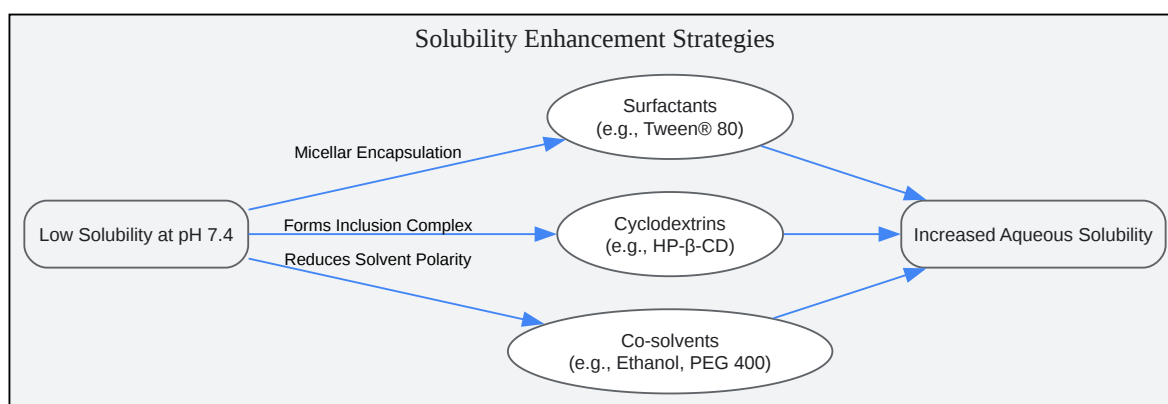 Solubility Enhancement Strategies
Surfactants
(e.g., Tween® 80)
Micellar Encapsulation
Low Solubility at pH 7.4
Forms Inclusion Complex
Cyclodextrins
(e.g., HP-β-CD)
Increased Aqueous Solubility
Reduces Solvent Polarity
Co-solvents
(e.g., Ethanol, PEG 400)